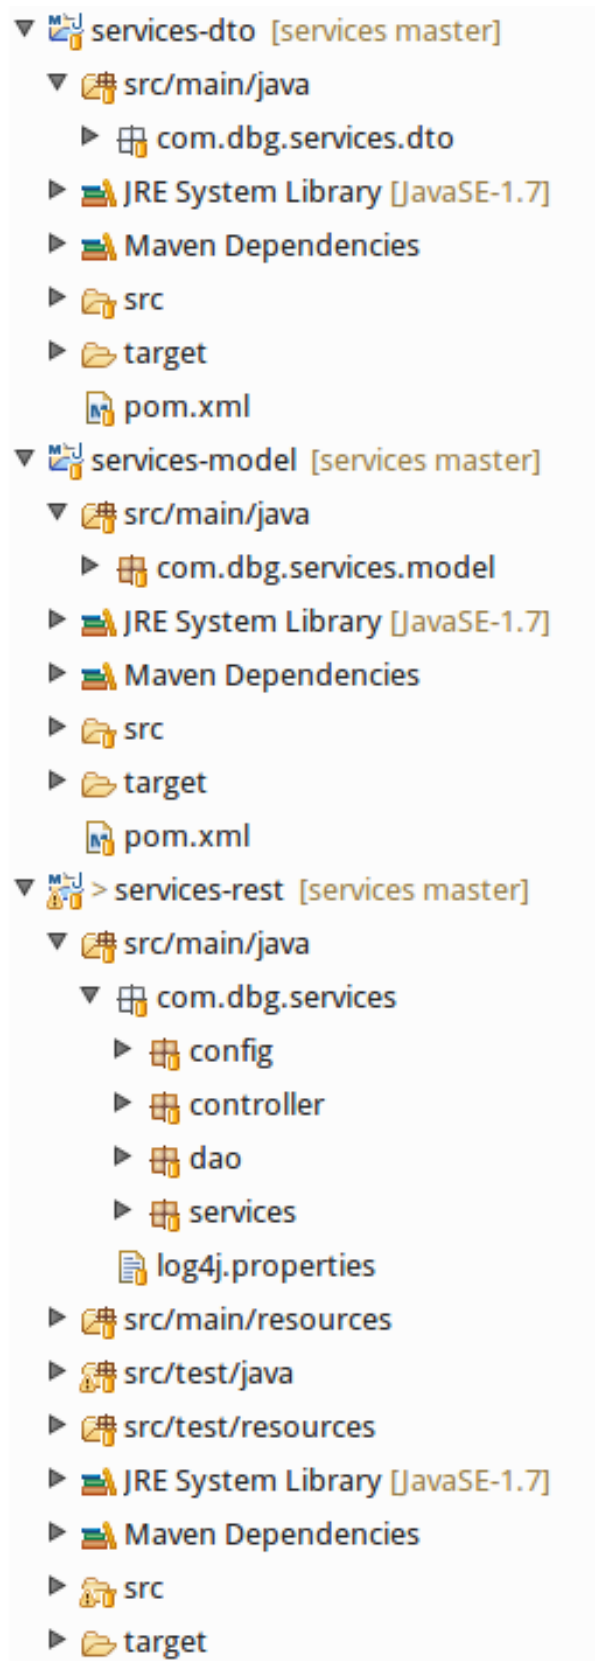 services-dto [services master]
src/main/java
com.dbg.services.dto
JRE System Library [JavaSE-1.7]
Maven Dependencies
src
target
pom.xml
services-model [services master]
src/main/java
com.dbg.services.model
JRE System Library [JavaSE-1.7]
Maven Dependencies
src
target
pom.xml
> services-rest [services master]
src/main/java
com.dbg.services
config
controller
dao
services
log4j.properties
src/main/resources
src/test/java
src/test/resources
JRE System Library [JavaSE-1.7]
Maven Dependencies
src
target